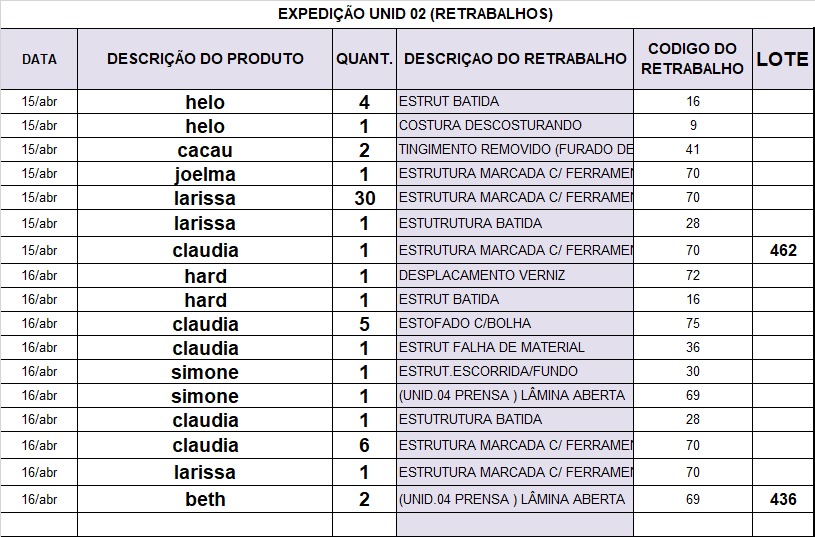 EXPEDIÇÃO UNID 02 (RETRABALHOS)
DATA DESCRIÇÃO DO PRODUTO QUANT. DESCRIÇAO DO RETRABALHO CODIGO DO RETRABALHO LOTE
15/abr helo 4 ESTRUT BATIDA 16
15/abr helo 1 COSTURA DESCOSTURANDO 9
15/abr cacau 2 TINGIMENTO REMOVIDO (FURADO DE 41
15/abr joelma 1 ESTRUTURA MARCADA C/ FERRAMEN 70
15/abr larissa 30 ESTRUTURA MARCADA C/ FERRAMEN 70
15/abr larissa 1 ESTUTRUTURA BATIDA 28
15/abr claudia 1 ESTRUTURA MARCADA C/ FERRAMEN 70 462
16/abr hard 1 DESPLACAMENTO VERNIZ 72
16/abr hard 1 ESTRUT BATIDA 16
16/abr claudia 5 ESTOFADO C/BOLHA 75
16/abr claudia 1 ESTRUT FALHA DE MATERIAL 36
16/abr simone 1 ESTRUT.ESCORRIDA/FUNDO 30
16/abr simone 1 (UNID.04 PRENSA ) LÂMINA ABERTA 69
16/abr claudia 1 ESTUTRUTURA BATIDA 28
16/abr claudia 6 ESTRUTURA MARCADA C/ FERRAMEN 70
16/abr larissa 1 ESTRUTURA MARCADA C/ FERRAMEN 70
16/abr beth 2 (UNID.04 PRENSA ) LÂMINA ABERTA 69 436